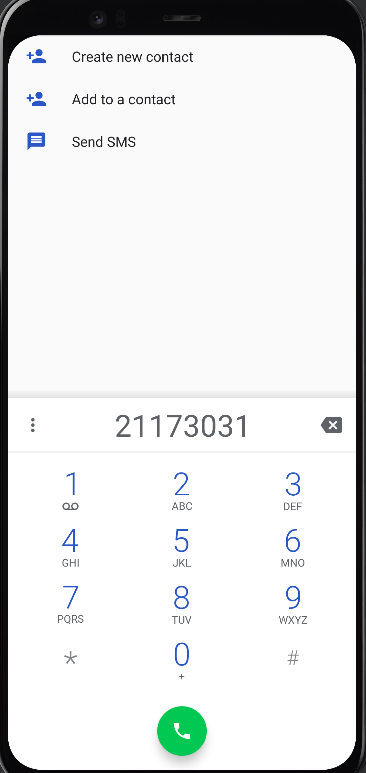 Create new contact
Add to a contact
Send SMS
21173031
1 2 3
ABC DEF
4 5 6
GHI JKL MNO
7 8 9
PQRS TUV WXYZ
* 0 #
+